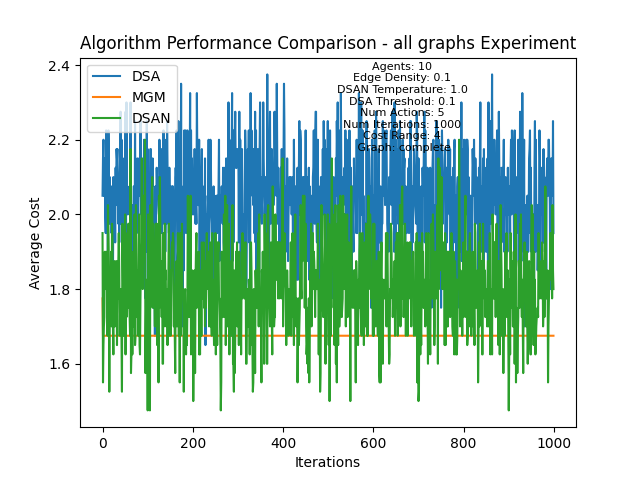 Algorithm Performance Comparison - all graphs Experiment
DSA
MGM
DSAN
Agents: 10
Edge Density: 0.1
DSAN Temperature: 1.0
DSA Threshold: 0.1
Num Actions: 5
Num Iterations: 1000
Cost Range: 4
Graph: complete
Average Cost
2.4
2.2
2.0
1.8
1.6
0 200 400 600 800 1000
Iterations